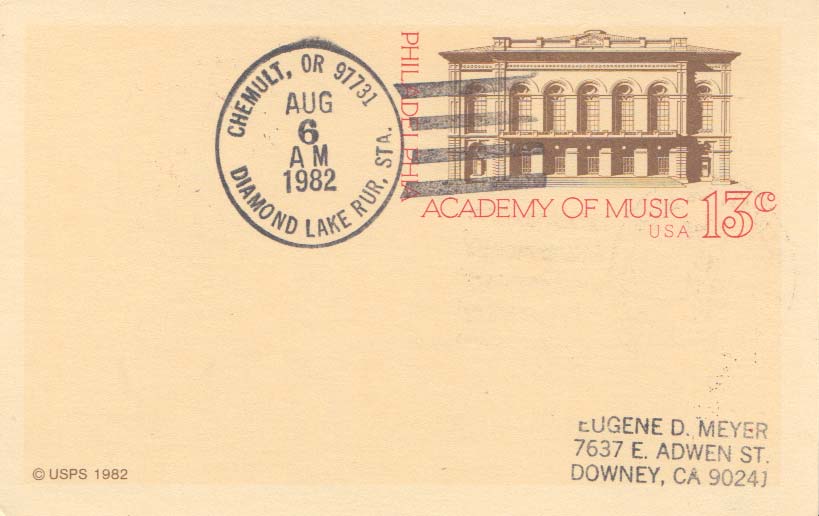 CHEMULT, OR 97731
AUG
6
AM
1982
DIAMOND LAKE RUR. STA.
PHILADELPHIA
ACADEMY OF MUSIC
USA 13c
EUGENE D. MEYER
7637 E. ADWEN ST.
DOWNEY, CA 90241
© USPS 1982